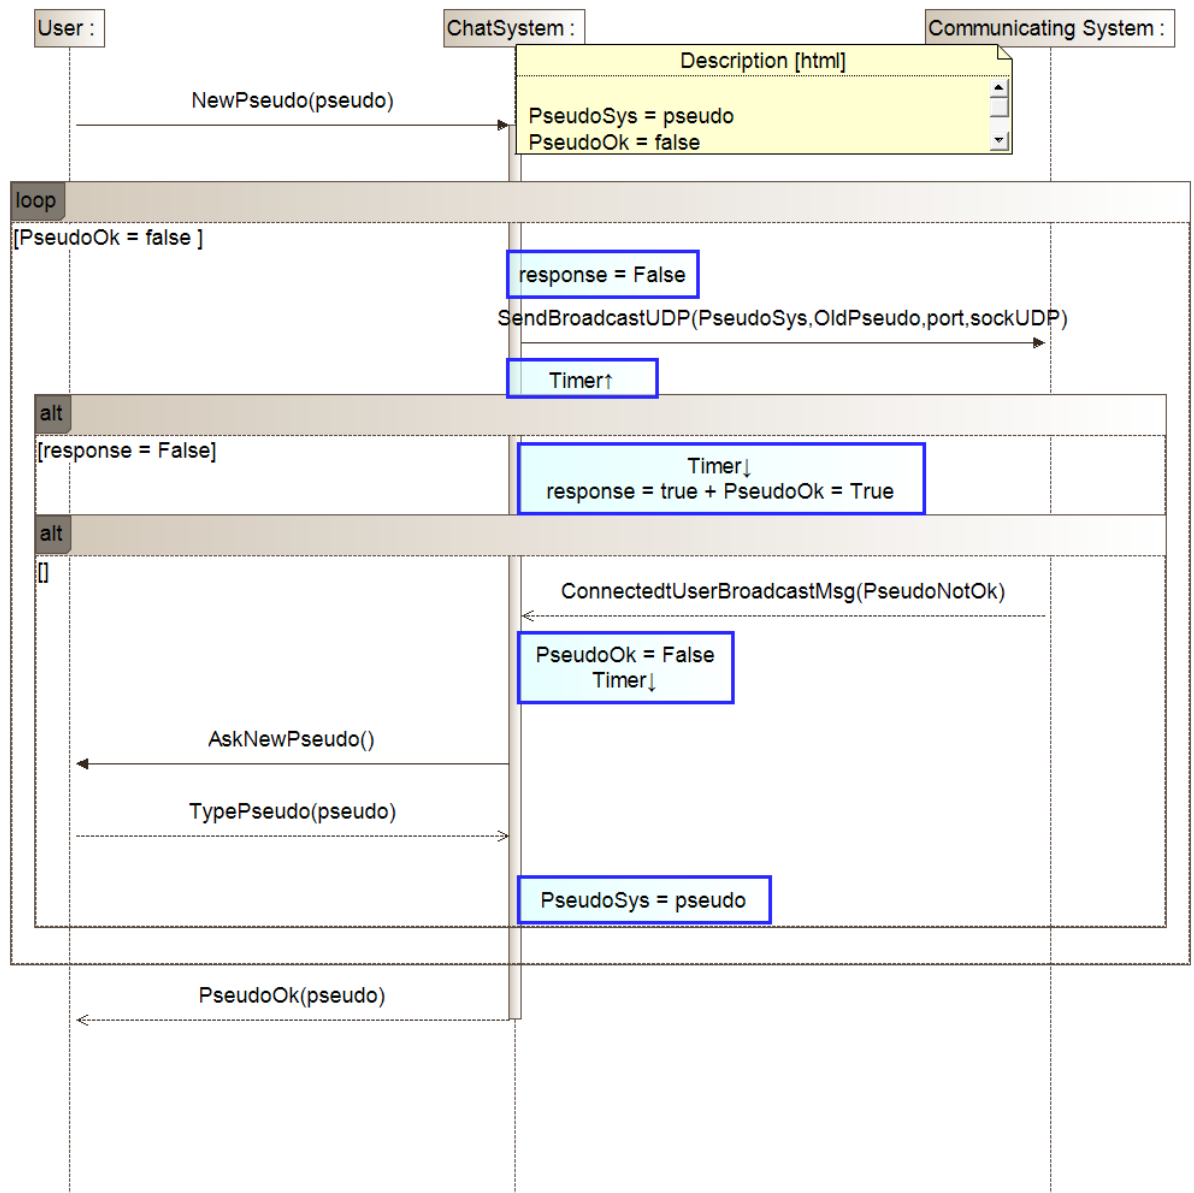 User :
ChatSystem :
Communicating System :
Description [html]
NewPseudo(pseudo)
PseudoSys = pseudo
PseudoOk = false
loop
[PseudoOk = false ]
response = False
SendBroadcastUDP(PseudoSys,OldPseudo,port,sockUDP)
Timer↑
alt
[response = False]
Timer↓
response = true + PseudoOk = True
alt
[]
ConnectedtUserBroadcastMsg(PseudoNotOk)
PseudoOk = False
Timer↓
AskNewPseudo()
TypePseudo(pseudo)
PseudoSys = pseudo
PseudoOk(pseudo)